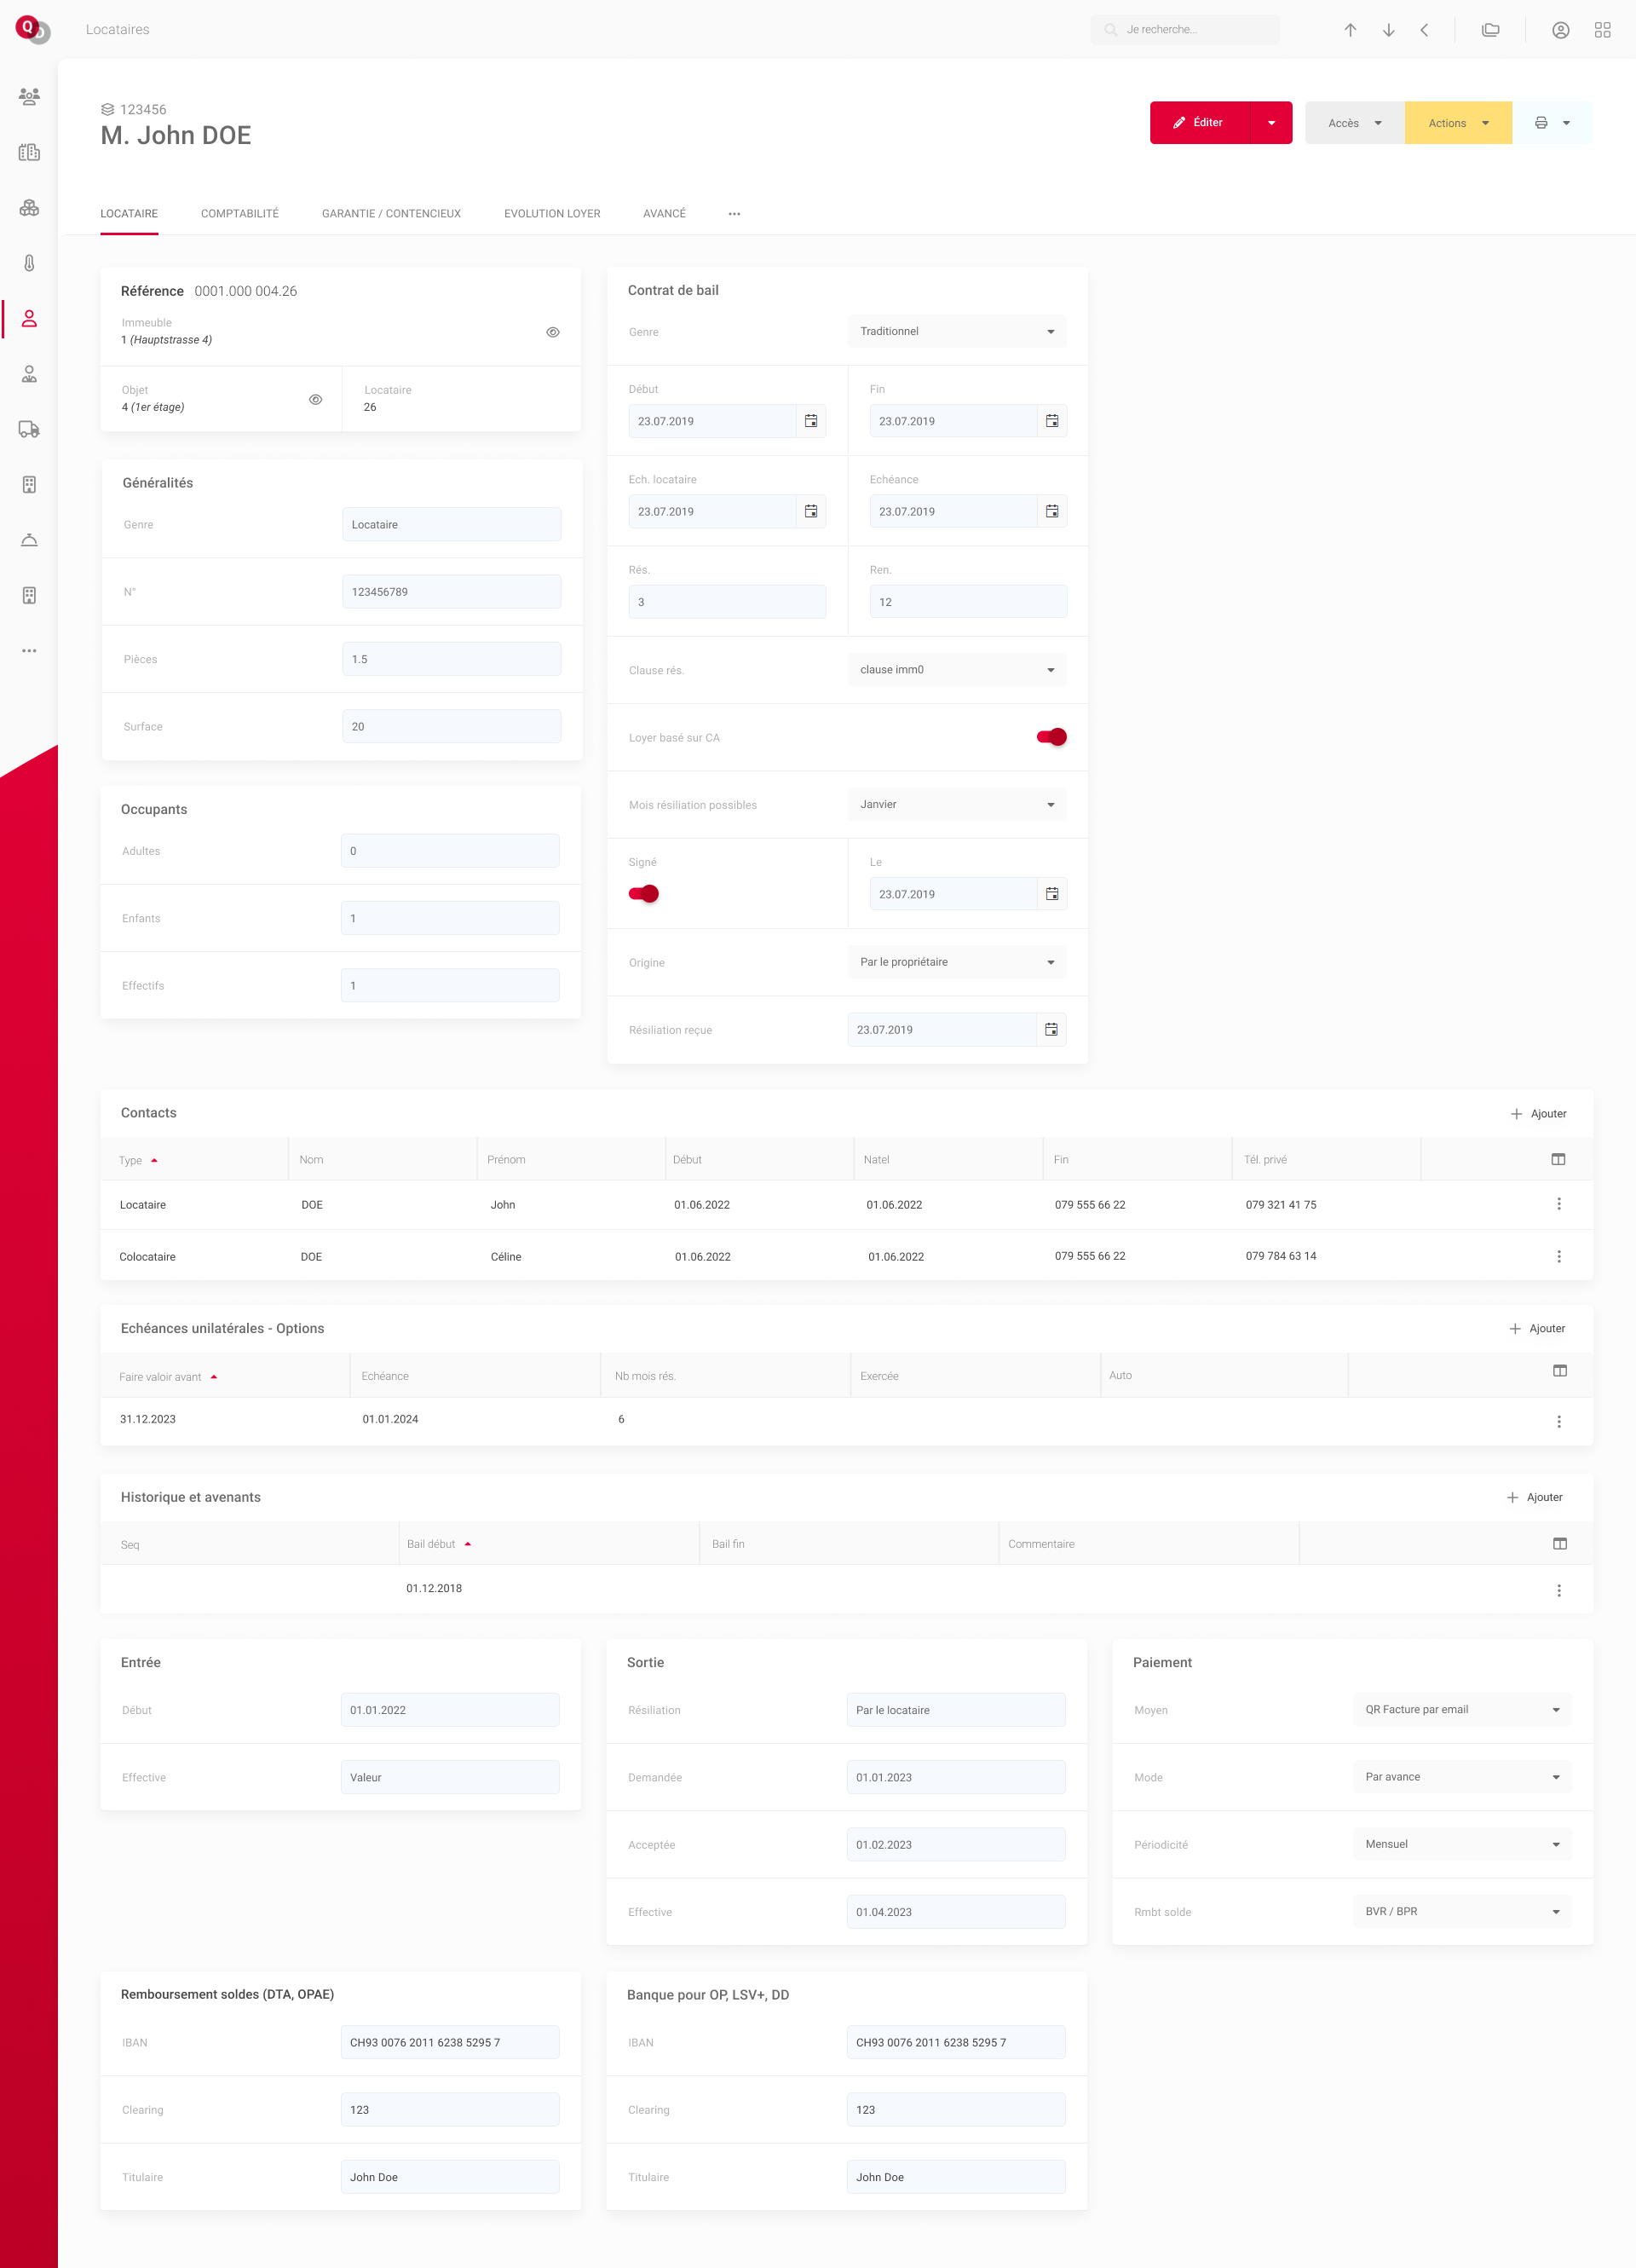 Q
Locataires
Je recherche...
123456
M. John DOE
Éditer
Accès
Actions
LOCATAIRE
COMPTABILITÉ
GARANTIE / CONTENCIEUX
EVOLUTION LOYER
AVANCÉ
Référence 0001.000 004.26
Immeuble
1 (Hauptstrasse 4)
Objet
4 (1er étage)
Locataire
26
Généralités
Genre
Locataire
N°
123456789
Pièces
1.5
Surface
20
Occupants
Adultes
0
Enfants
1
Effectifs
1
Contrat de bail
Genre
Traditionnel
Début
23.07.2019
Fin
23.07.2019
Ech. locataire
23.07.2019
Echéance
23.07.2019
Rés.
3
Ren.
12
Clause rés.
clause imm0
Loyer basé sur CA
Mois résiliation possibles
Janvier
Signé
Le
23.07.2019
Origine
Par le propriétaire
Résiliation reçue
23.07.2019
Contacts
Ajouter
Type Nom Prénom Début Natel Fin Tél. privé
Locataire DOE John 01.06.2022 01.06.2022 079 555 66 22 079 321 41 75
Colocataire DOE Céline 01.06.2022 01.06.2022 079 555 66 22 079 784 63 14
Echéances unilatérales - Options
Ajouter
Faire valoir avant Echéance Nb mois rés. Exercée Auto
31.12.2023 01.01.2024 6
Historique et avenants
Ajouter
Seq Bail début Bail fin Commentaire
01.12.2018
Entrée
Début
01.01.2022
Effective
Valeur
Sortie
Résiliation
Par le locataire
Demandée
01.01.2023
Acceptée
01.02.2023
Effective
01.04.2023
Paiement
Moyen
QR Facture par email
Mode
Par avance
Périodicité
Mensuel
Rmbt solde
BVR / BPR
Remboursement soldes (DTA, OPAE)
IBAN
CH93 0076 2011 6238 5295 7
Clearing
123
Titulaire
John Doe
Banque pour OP, LSV+, DD
IBAN
CH93 0076 2011 6238 5295 7
Clearing
123
Titulaire
John Doe